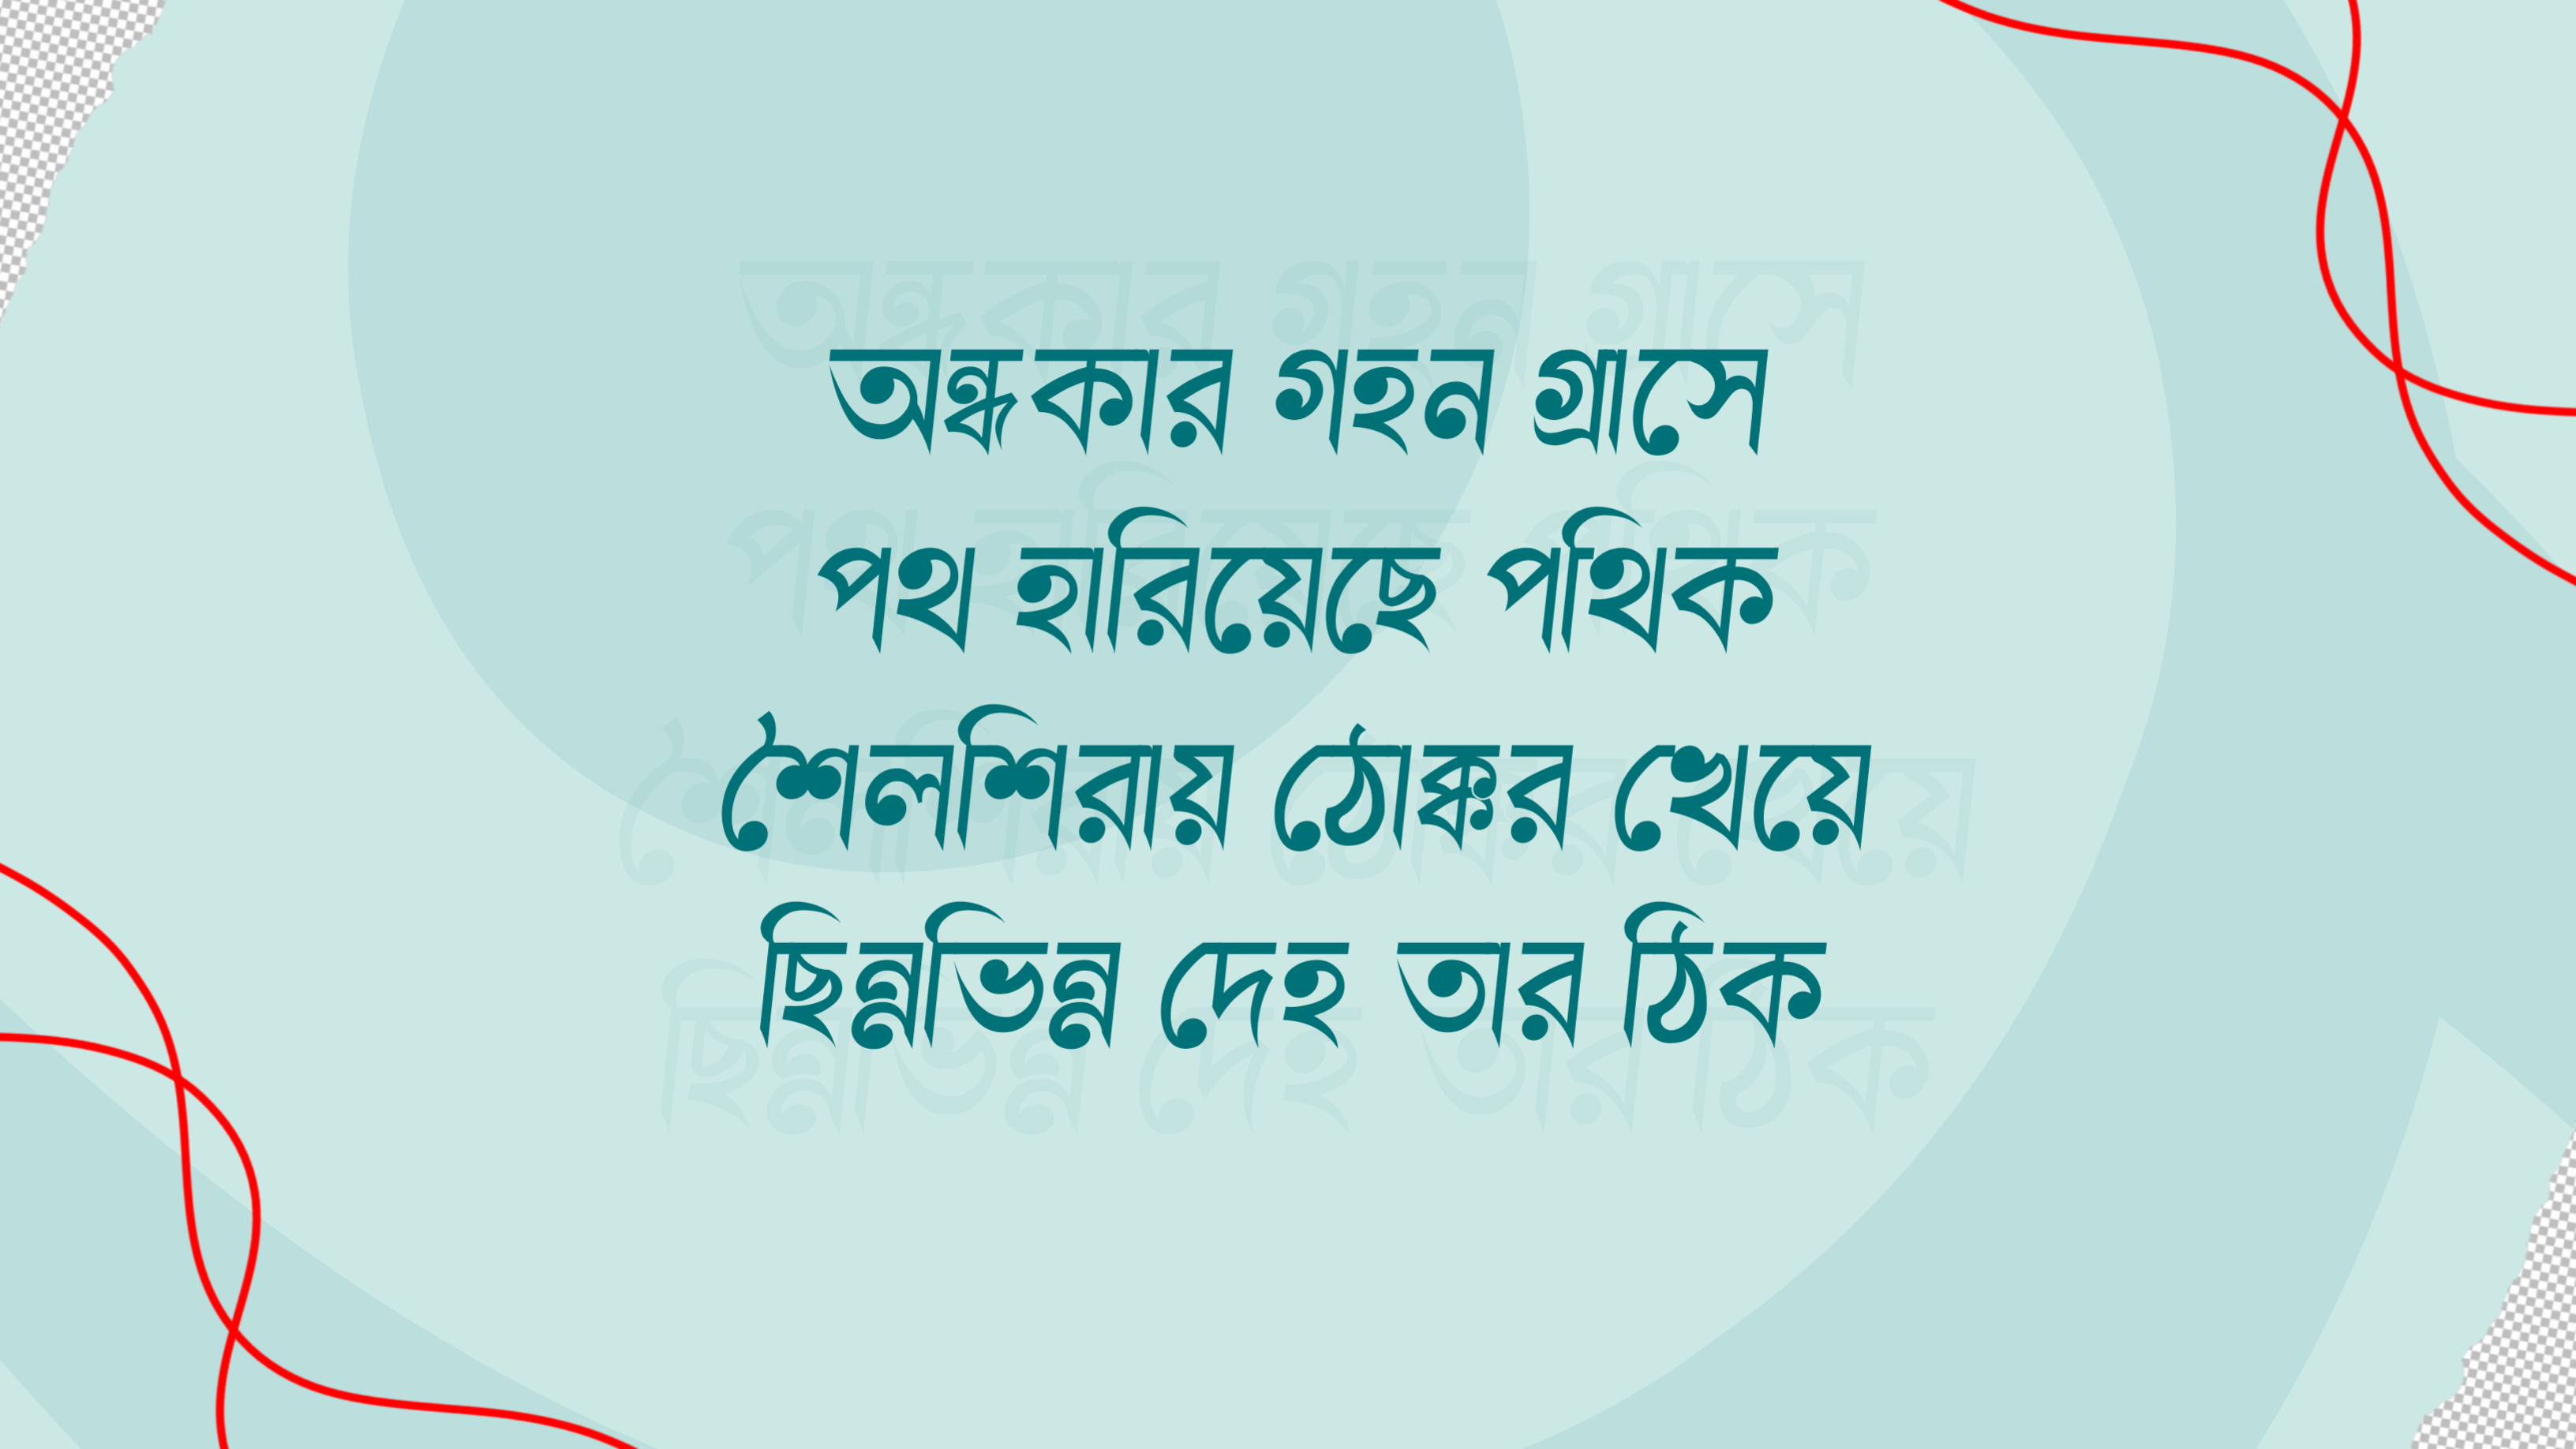 অন্ধকার গহন গ্রাসে
পথ হারিয়েছে পথিক
শৈলশিরায় ঠোক্কর খেয়ে
ছিন্নভিন্ন দেহ তার ঠিক